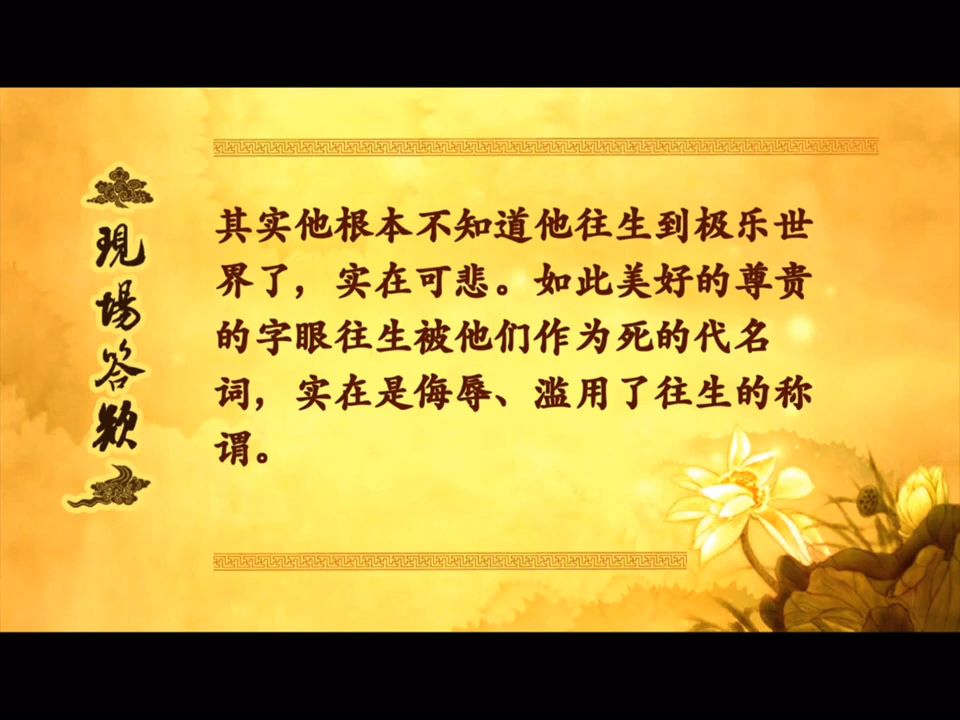 現場答欵
其实他根本不知道他往生到极乐世
界了，实在可悲。如此美好的尊贵
的字眼往生被他们作为死的代名
词，实在是侮辱、滥用了往生的称
谓。